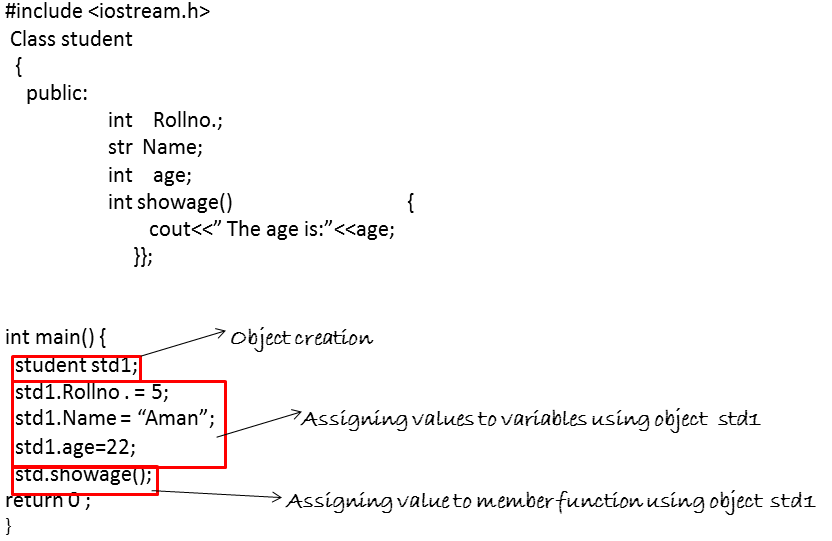 #include <iostream.h>
Class student
{
public:
int Rollno.;
str Name;
int age;
int showage() {
cout<<” The age is:”<<age;
}};
int main() {
Object creation
student std1;
std1.Rollno . = 5;
std1.Name = “Aman”;
Assigning values to variables using object std1
std1.age=22;
std.showage();
return 0 ;
Assigning value to member function using object std1
}